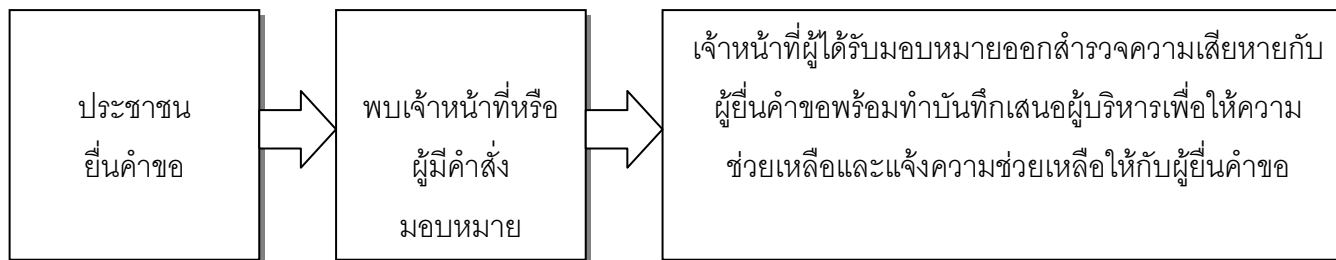 ประชาชน
ยื่นคำขอ
พบเจ้าหน้าที่หรือ
ผู้มีคำสั่ง
มอบหมาย
เจ้าหน้าที่ผู้ได้รับมอบหมายออกสำรวจความเสียหายกับ
ผู้ยื่นคำขอพร้อมทำบันทึกเสนอผู้บริหารเพื่อให้ความ
ช่วยเหลือและแจ้งความช่วยเหลือให้กับผู้ยื่นคำขอ